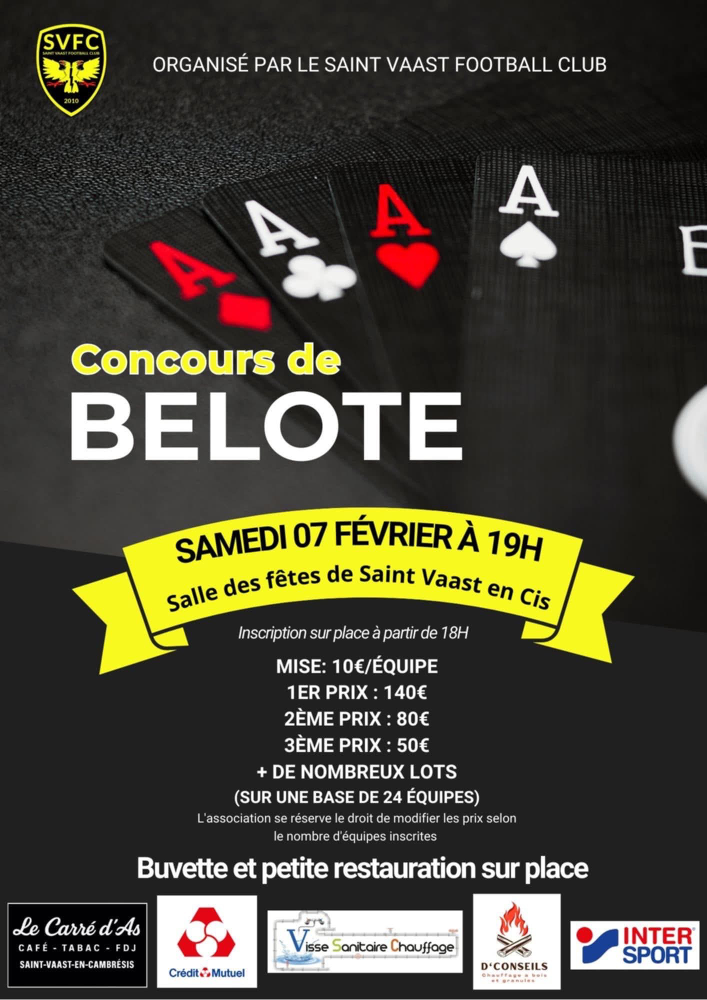 SVFC
SAINT VAAST FOOTBALL CLUB
2010
ORGANISÉ PAR LE SAINT VAAST FOOTBALL CLUB
A
A
A
A
Concours de
BELOTE
SAMEDI 07 FÉVRIER À 19H
Salle des fêtes de Saint Vaast en Cis
Inscription sur place à partir de 18H
MISE: 10€/ÉQUIPE
1ER PRIX : 140€
2ÈME PRIX : 80€
3ÈME PRIX : 50€
+ DE NOMBREUX LOTS
(SUR UNE BASE DE 24 ÉQUIPES)
L'association se réserve le droit de modifier les prix selon
le nombre d'équipes inscrites
Buvette et petite restauration sur place
Le Carré d'As
CAFÉ - TABAC - FDJ
SAINT-VAAST-EN-CAMBRÉSIS
Crédit Mutuel
Visse Sanitaire Chauffage
D'CONSEILS
Chauffage a bois
et granules
INTER
SPORT